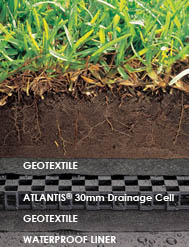 GEOTEXTILE
ATLANTIS® 30mm Drainage Cell
GEOTEXTILE
WATERPROOF LINER